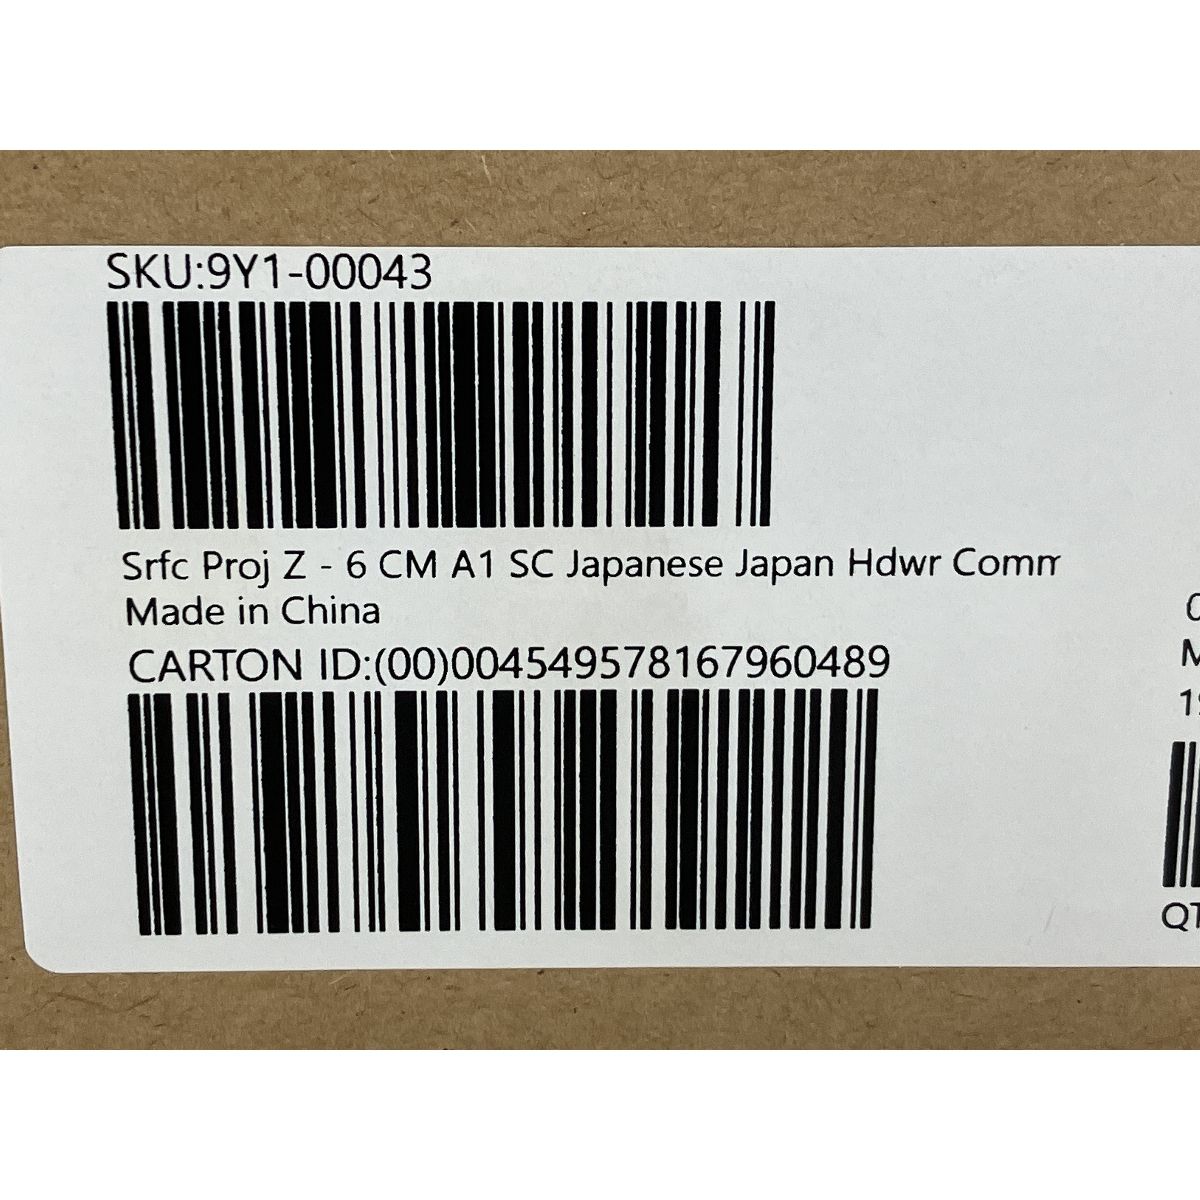 SKU:9Y1-00043
Srfc Proj Z - 6 CM A1 SC Japanese Japan Hdwr Comm
Made in China
CARTON ID:(00)004549578167960489